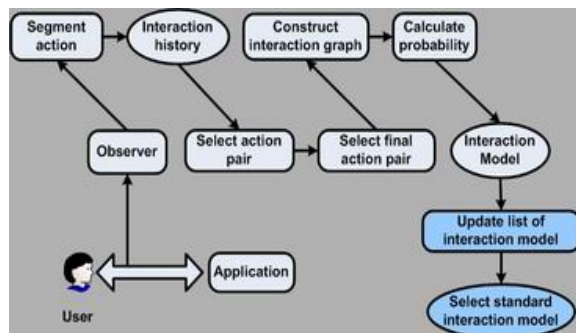 Segment
action
Interaction
history
Construct
interaction graph
Calculate
probability
Observer
Select action
pair
Select final
action pair
Interaction
Model
Update list of
interaction model
Application
User
Select standard
interaction model